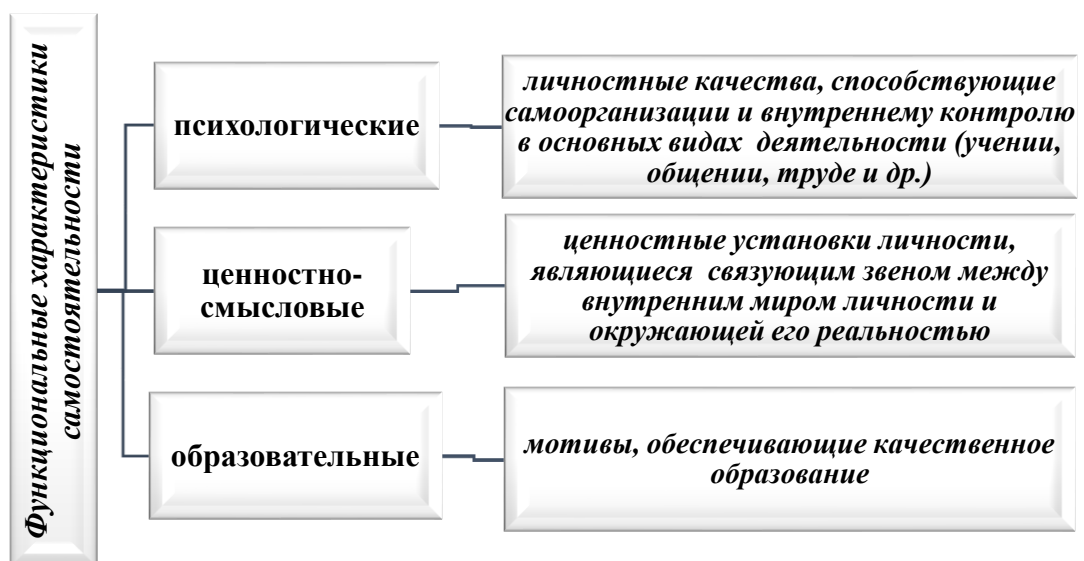 Функциональные характеристики
самостоятельности
психологические
личностные качества, способствующие
самоорганизации и внутреннему контролю
в основных видах деятельности (учении,
общении, труде и др.)
ценностно-
смысловые
ценностные установки личности,
являющиеся связующим звеном между
внутренним миром личности и
окружающей его реальностью
образовательные
мотивы, обеспечивающие качественное
образование